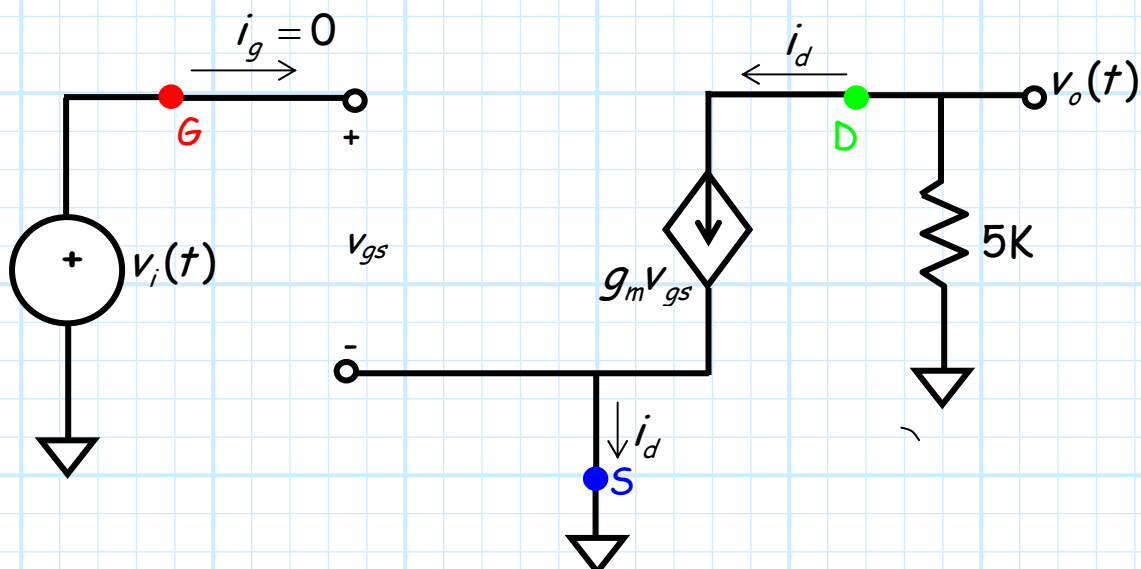 i_g = 0
i_d
v_o(t)
G
D
+
+
v_i(t)
v_gs
5K
g_m v_gs
-
i_d
S